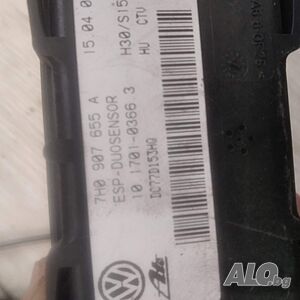 15.04.0
H30/S15
HU CTV
7H0 907 655 A
ESP-DUOSENSOR
10.1701-0366.3
DC77D153HQ
Ate
ALO.bg